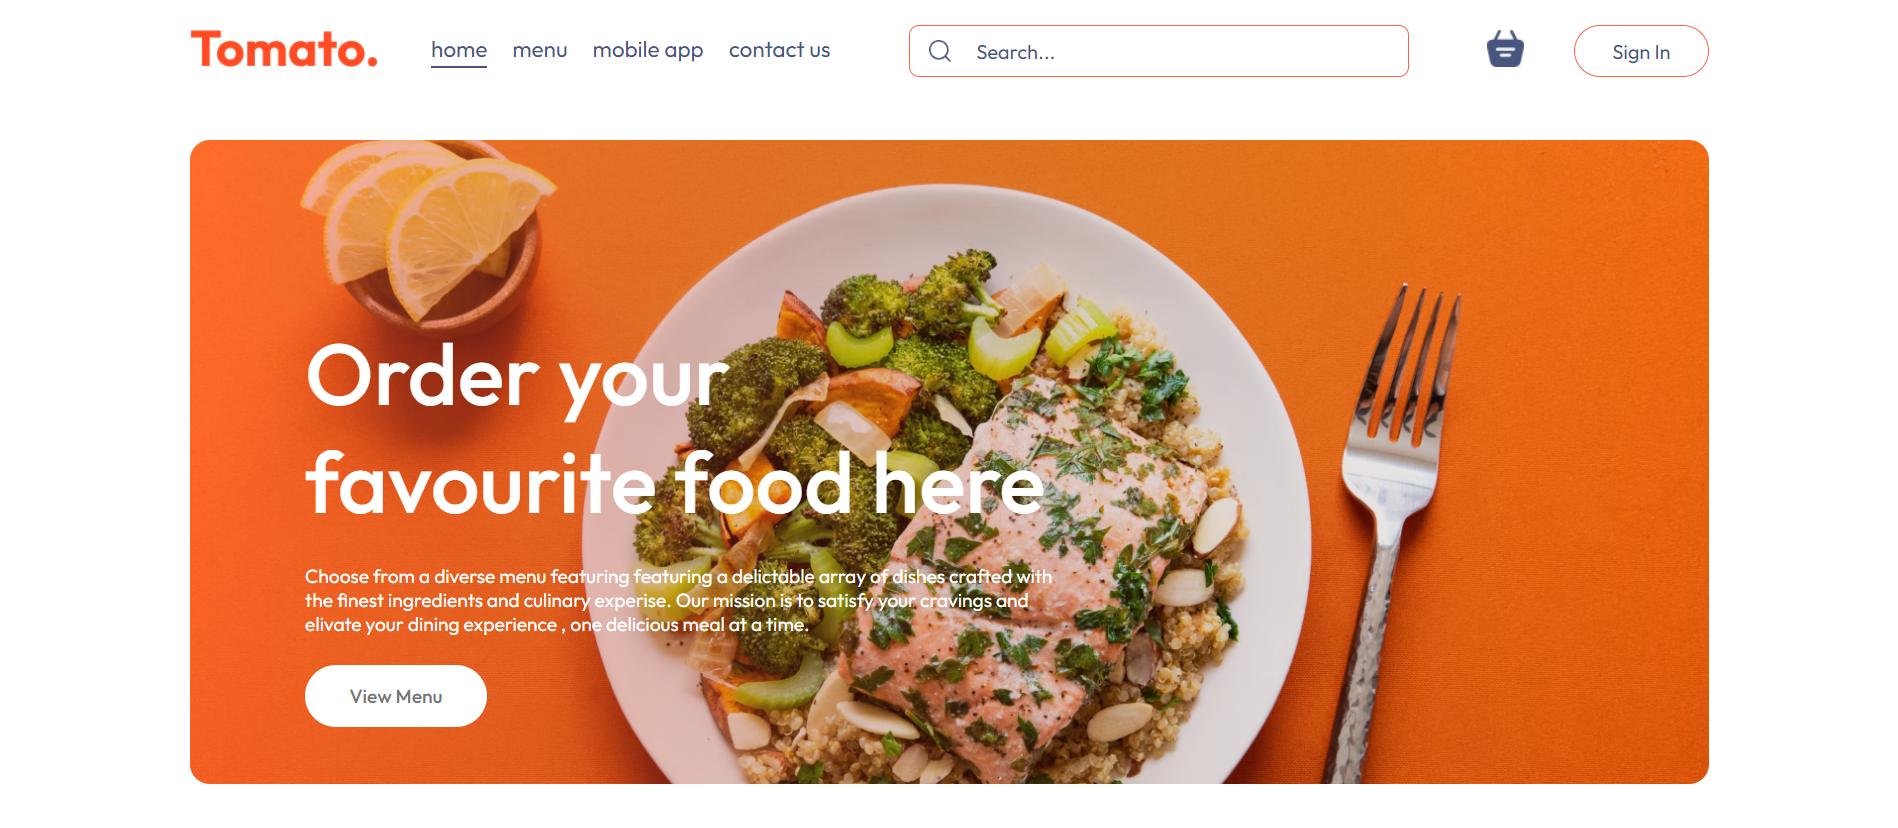 Tomato.
home menu mobile app contact us
Search...
Sign In
Order your
favourite food here
Choose from a diverse menu featuring featuring a delictable array of dishes crafted with
the finest ingredients and culinary experise. Our mission is to satisfy your cravings and
elivate your dining experience , one delicious meal at a time.
View Menu